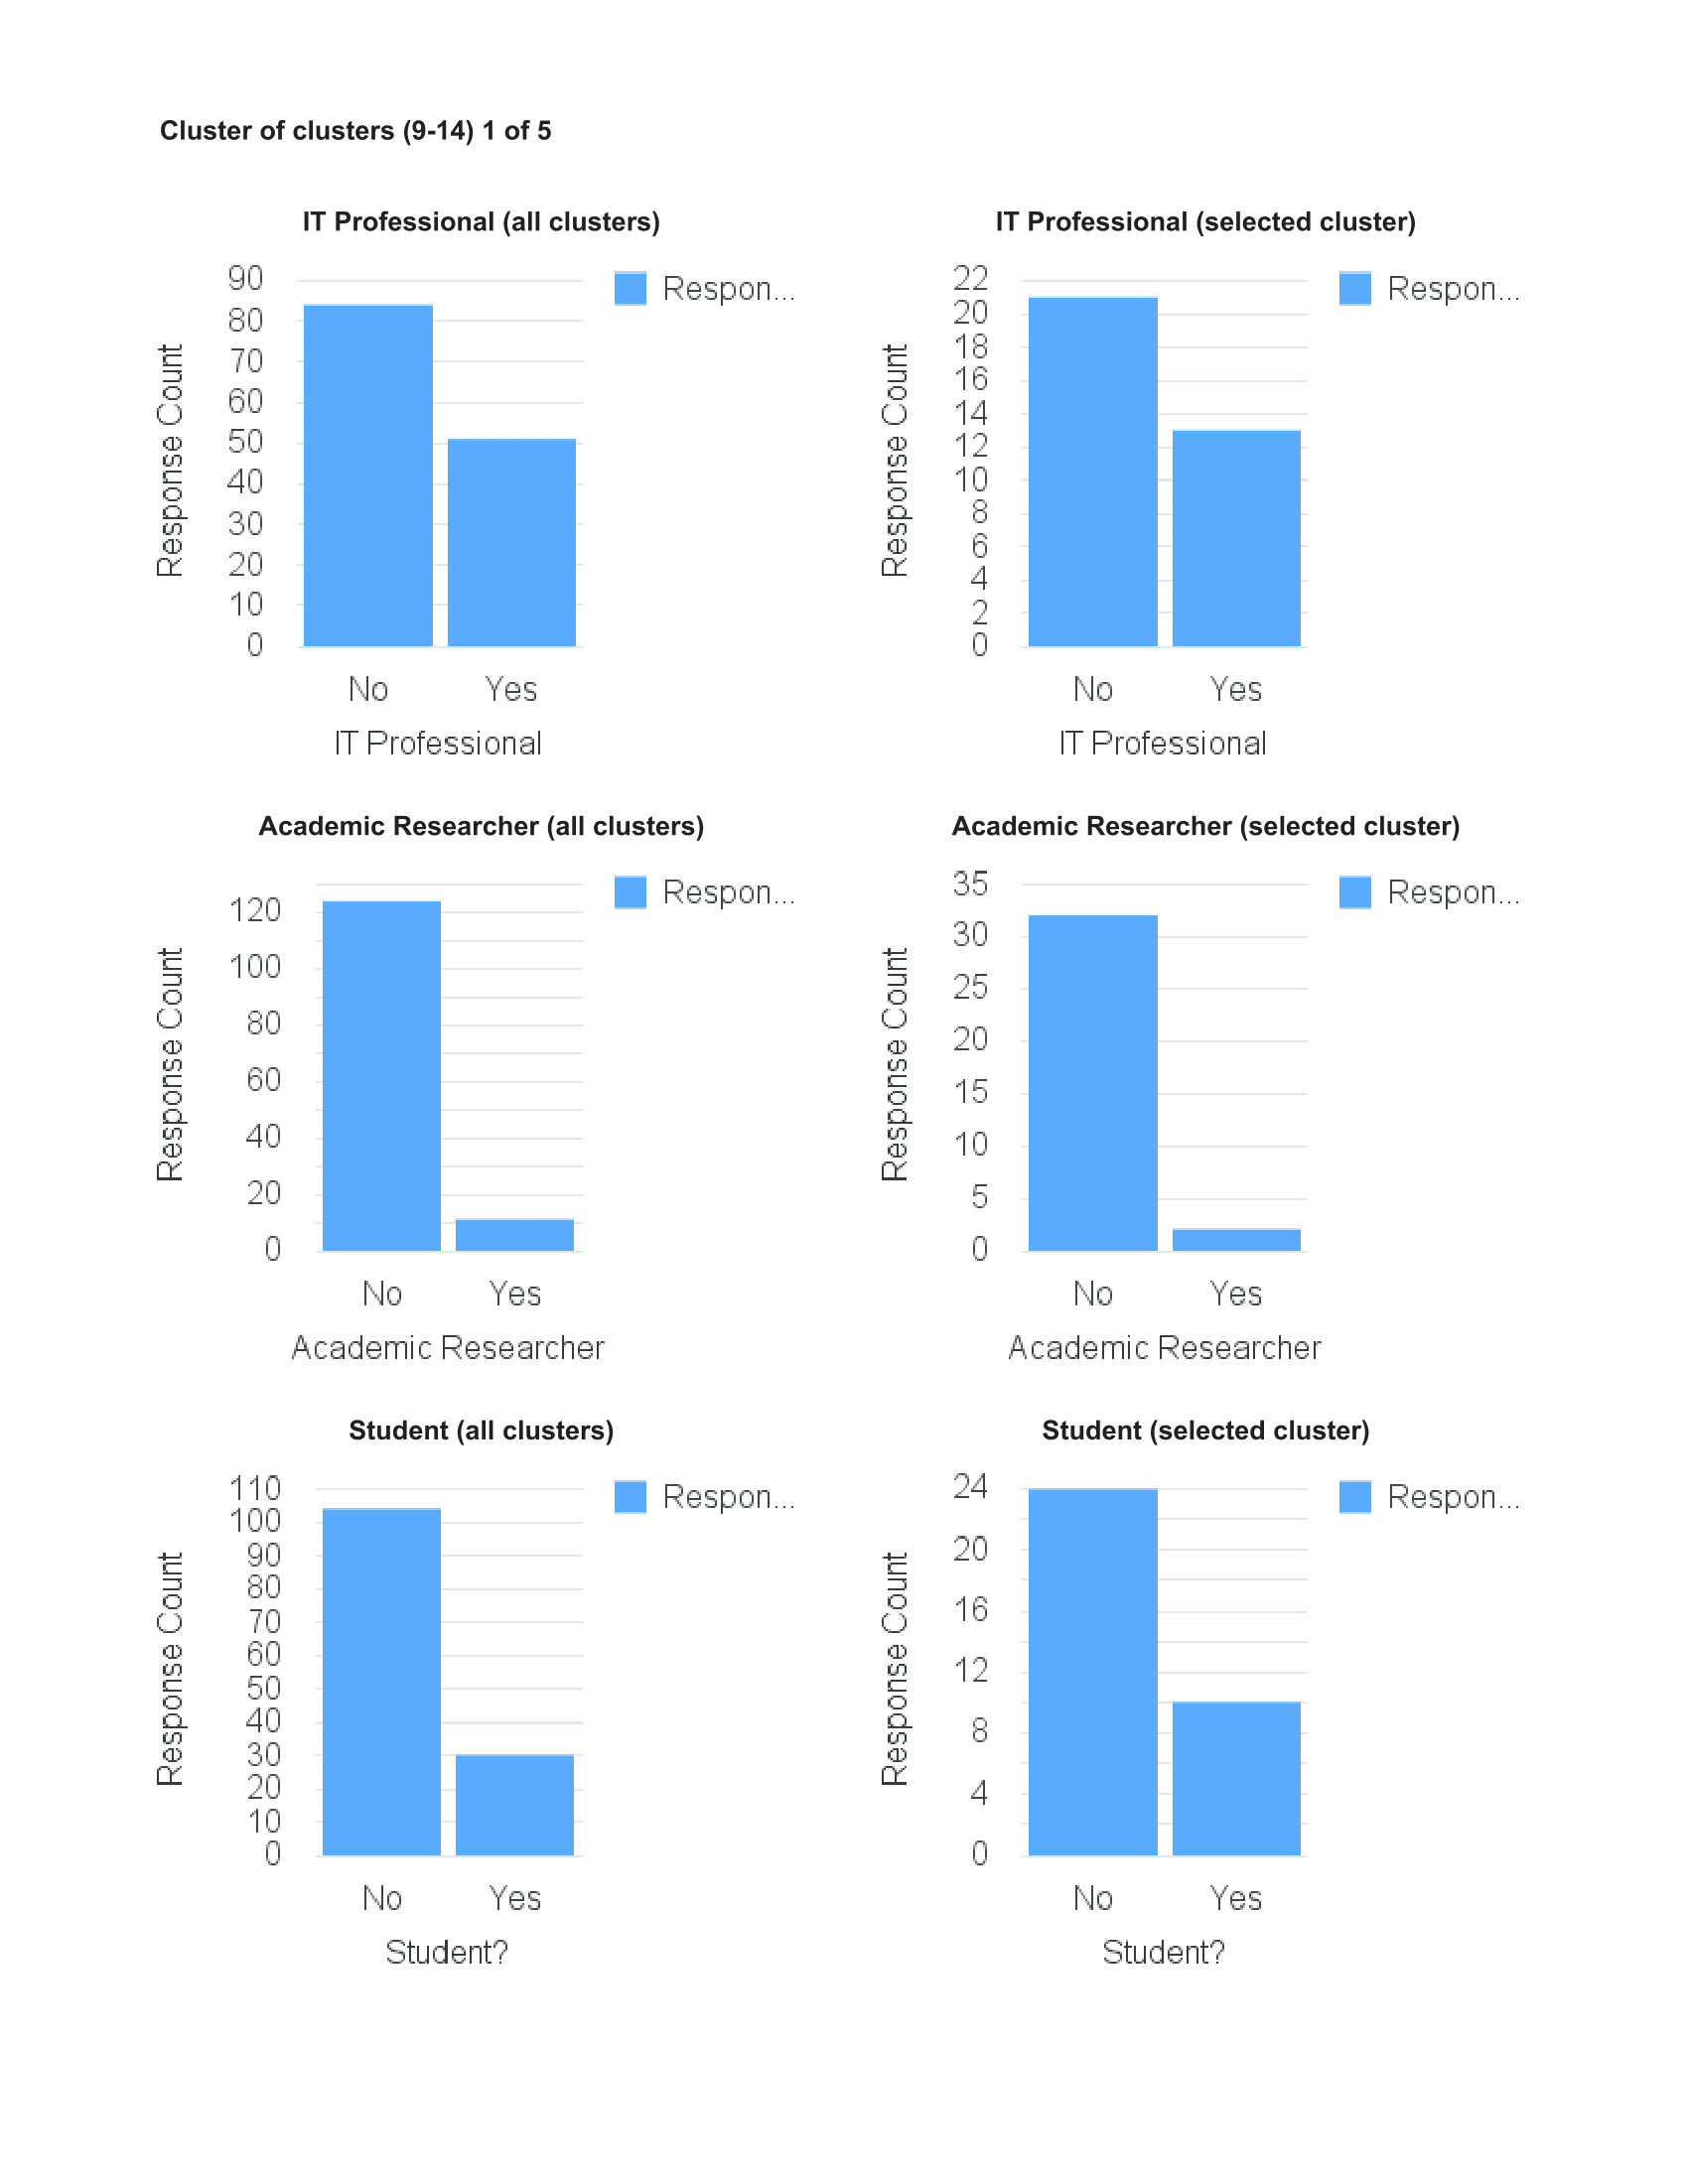 Cluster of clusters (9-14) 1 of 5
IT Professional (all clusters)
90
80
70
60
50
40
30
20
10
0
Response Count
No Yes
IT Professional
Respon...
IT Professional (selected cluster)
22
20
18
16
14
12
10
8
6
4
2
0
Response Count
No Yes
IT Professional
Respon...
Academic Researcher (all clusters)
120
100
80
60
40
20
0
Response Count
No Yes
Academic Researcher
Respon...
Academic Researcher (selected cluster)
35
30
25
20
15
10
5
0
Response Count
No Yes
Academic Researcher
Respon...
Student (all clusters)
110
100
90
80
70
60
50
40
30
20
10
0
Response Count
No Yes
Student?
Respon...
Student (selected cluster)
24
20
16
12
8
4
0
Response Count
No Yes
Student?
Respon...